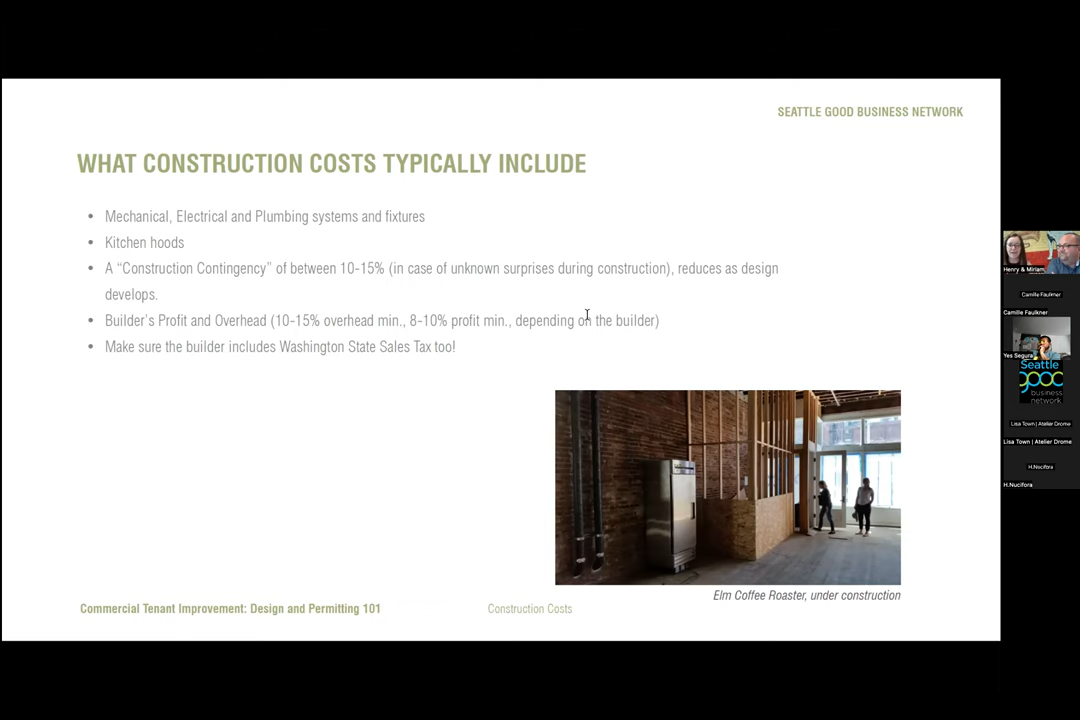 SEATTLE GOOD BUSINESS NETWORK
WHAT CONSTRUCTION COSTS TYPICALLY INCLUDE
• Mechanical, Electrical and Plumbing systems and fixtures
• Kitchen hoods
• A “Construction Contingency” of between 10-15% (in case of unknown surprises during construction), reduces as design
develops.
• Builder’s Profit and Overhead (10-15% overhead min., 8-10% profit min., depending on the builder)
• Make sure the builder includes Washington State Sales Tax too!
Elm Coffee Roaster, under construction
Commercial Tenant Improvement: Design and Permitting 101
Construction Costs
Henry & Miriam
Camille Faulkner
Camille Faulkner
Yes Segura
Seattle
good
business
network
Lisa Town | Atelier Drome
Lisa Town | Atelier Drome
H.Nucifora
H.Nucifora